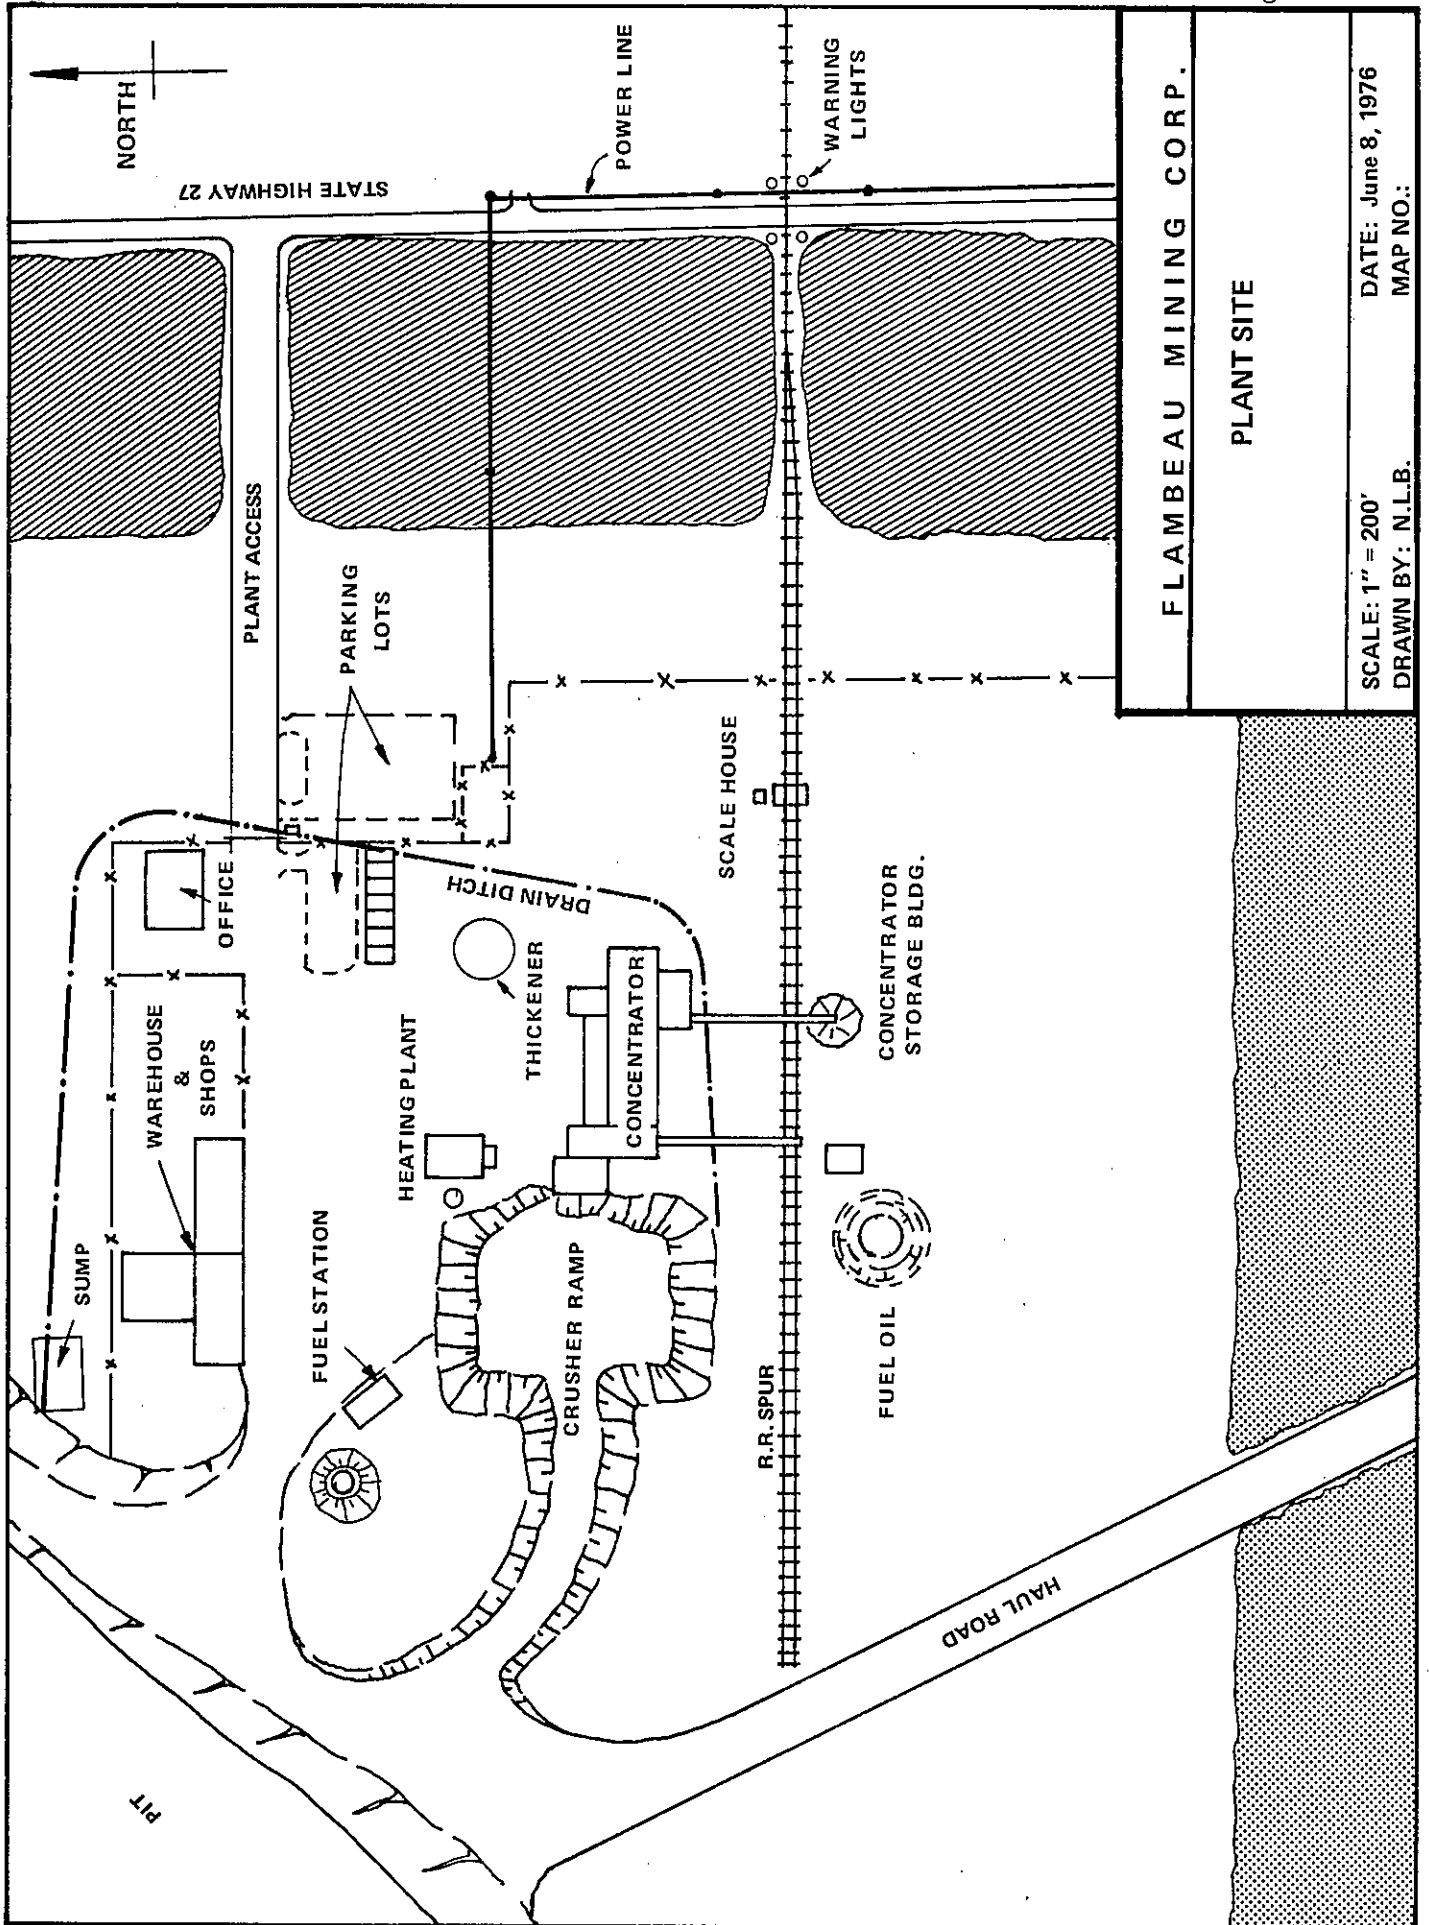 NORTH
STATE HIGHWAY 27
POWER LINE
WARNING
LIGHTS
PLANT ACCESS
PARKING
LOTS
OFFICE
DRAIN DITCH
SCALE HOUSE
WAREHOUSE
&
SHOPS
SUMP
HEATING PLANT
THICKENER
CONCENTRATOR
CONCENTRATOR
STORAGE BLDG.
FUEL STATION
CRUSHER RAMP
R.R. SPUR
FUEL OIL
HAUL ROAD
PIT
FLAMBEAU MINING CORP.
PLANT SITE
SCALE: 1" = 200'
DATE: June 8, 1976
DRAWN BY: N.L.B.
MAP NO.: